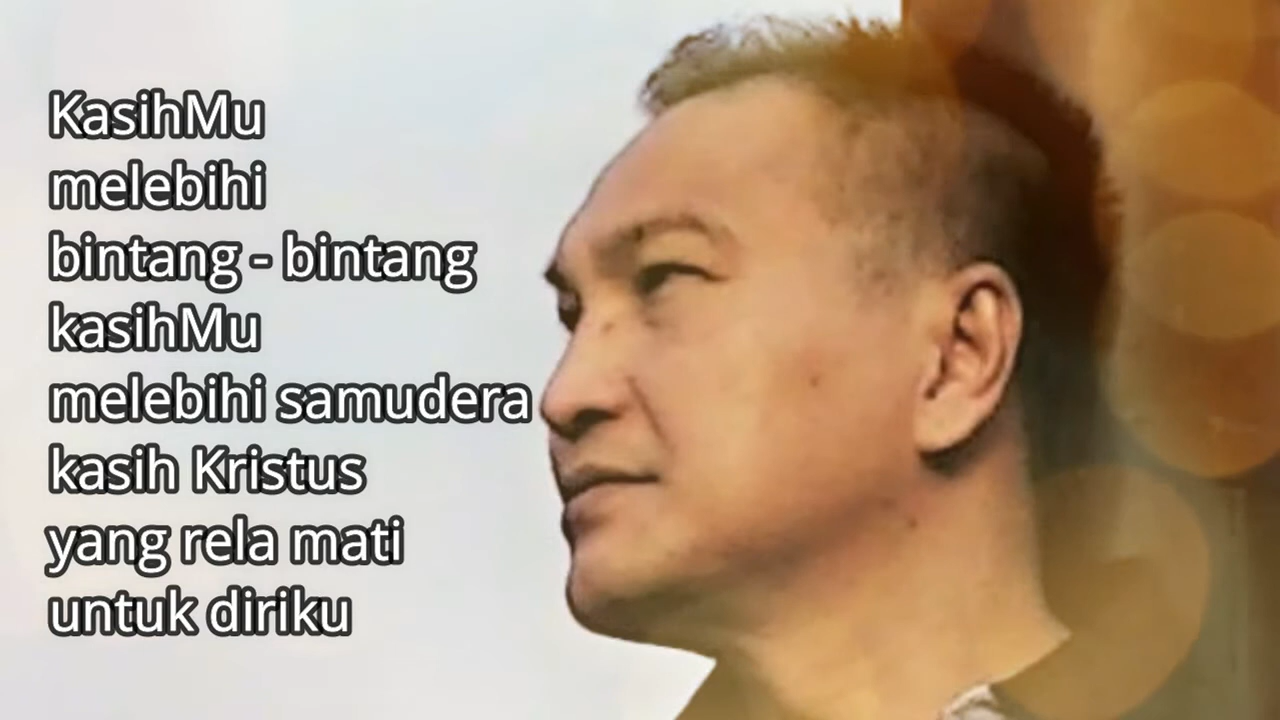 KasihMu
melebihi
bintang - bintang
kasihMu
melebihi samudera
kasih Kristus
yang rela mati
untuk diriku